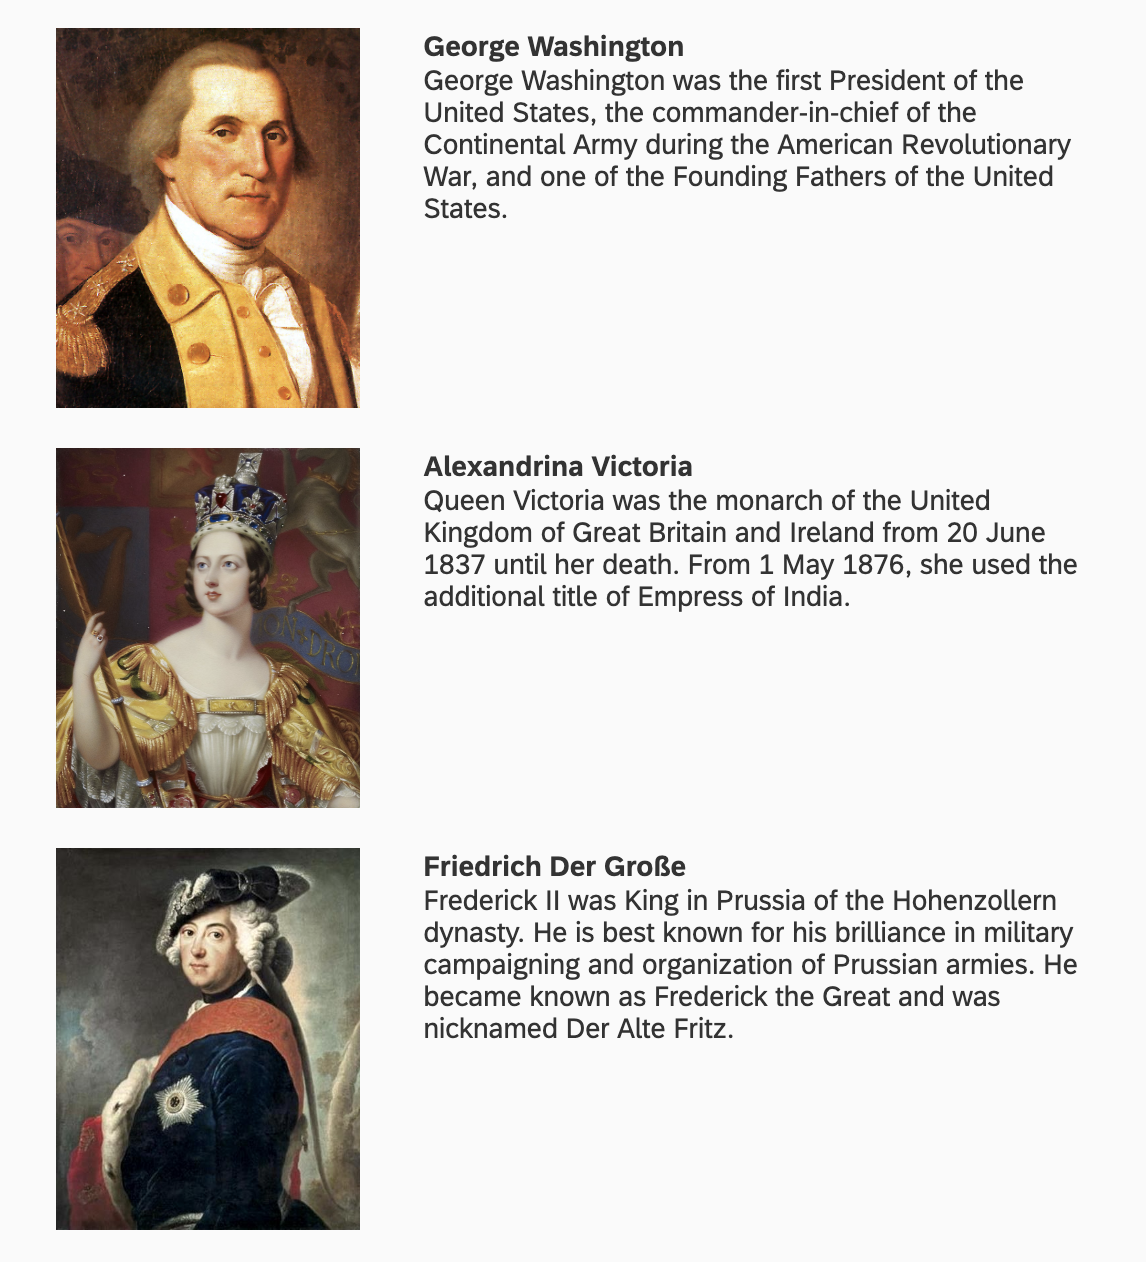 George Washington
George Washington was the first President of the
United States, the commander-in-chief of the
Continental Army during the American Revolutionary
War, and one of the Founding Fathers of the United
States.
Alexandrina Victoria
Queen Victoria was the monarch of the United
Kingdom of Great Britain and Ireland from 20 June
1837 until her death. From 1 May 1876, she used the
additional title of Empress of India.
Friedrich Der Große
Frederick II was King in Prussia of the Hohenzollern
dynasty. He is best known for his brilliance in military
campaigning and organization of Prussian armies. He
became known as Frederick the Great and was
nicknamed Der Alte Fritz.